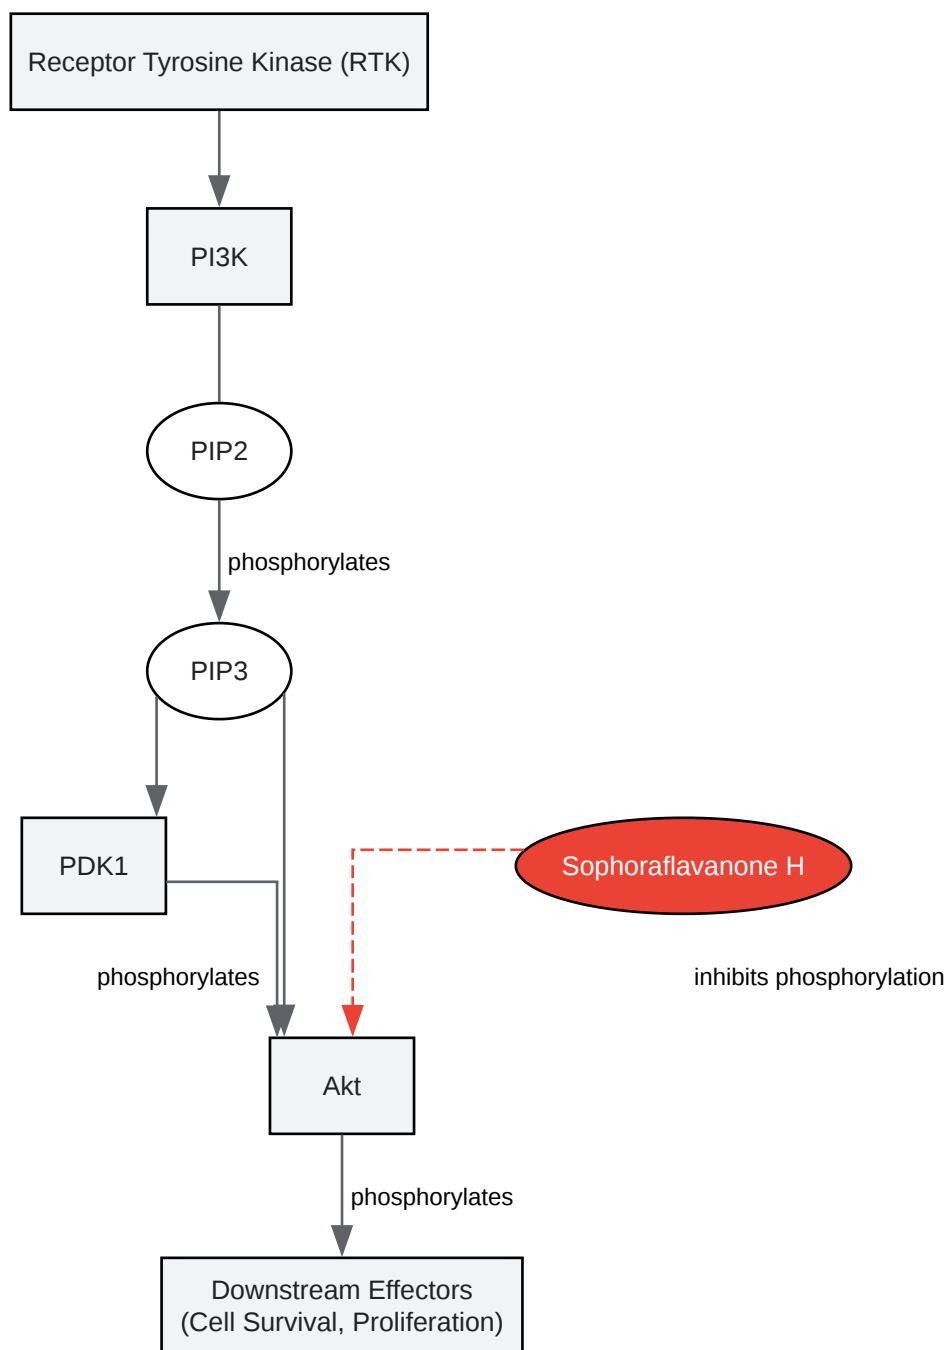 Receptor Tyrosine Kinase (RTK)
PI3K
PIP2
phosphorylates
PIP3
PDK1
Sophoraflavanone H
phosphorylates
inhibits phosphorylation
Akt
phosphorylates
Downstream Effectors
(Cell Survival, Proliferation)